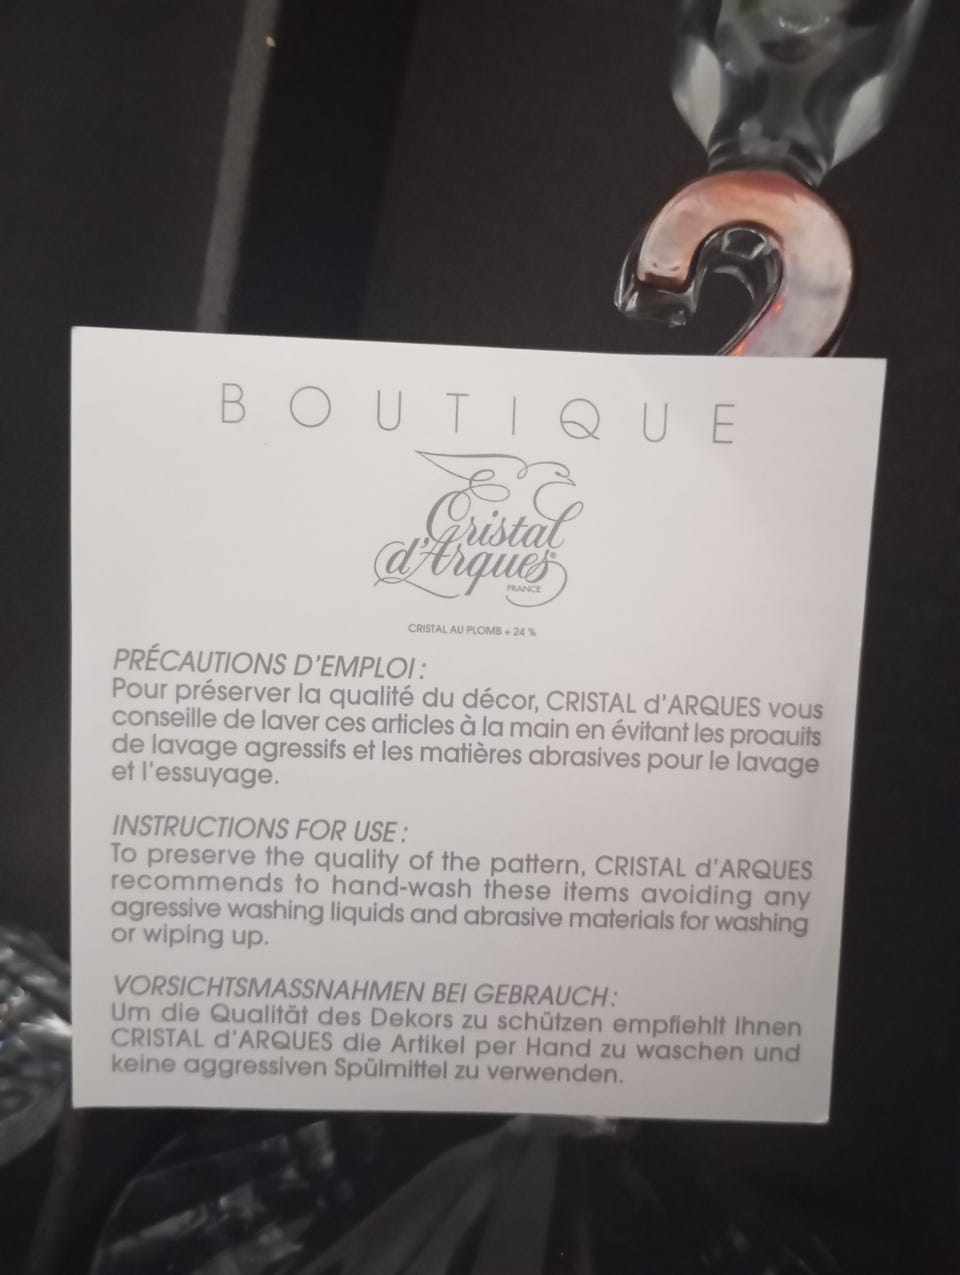 BOUTIQUE
Cristal
d'Arques®
FRANCE
CRISTAL AU PLOMB + 24 %
PRÉCAUTIONS D'EMPLOI :
Pour préserver la qualité du décor, CRISTAL d'ARQUES vous
conseille de laver ces articles à la main en évitant les proauits
de lavage agressifs et les matières abrasives pour le lavage
et l'essuyage.
INSTRUCTIONS FOR USE :
To preserve the quality of the pattern, CRISTAL d'ARQUES
recommends to hand-wash these items avoiding any
agressive washing liquids and abrasive materials for washing
or wiping up.
VORSICHTSMASSNAHMEN BEI GEBRAUCH :
Um die Qualität des Dekors zu schützen empfiehlt Ihnen
CRISTAL d'ARQUES die Artikel per Hand zu waschen und
keine aggressiven Spülmittel zu verwenden.